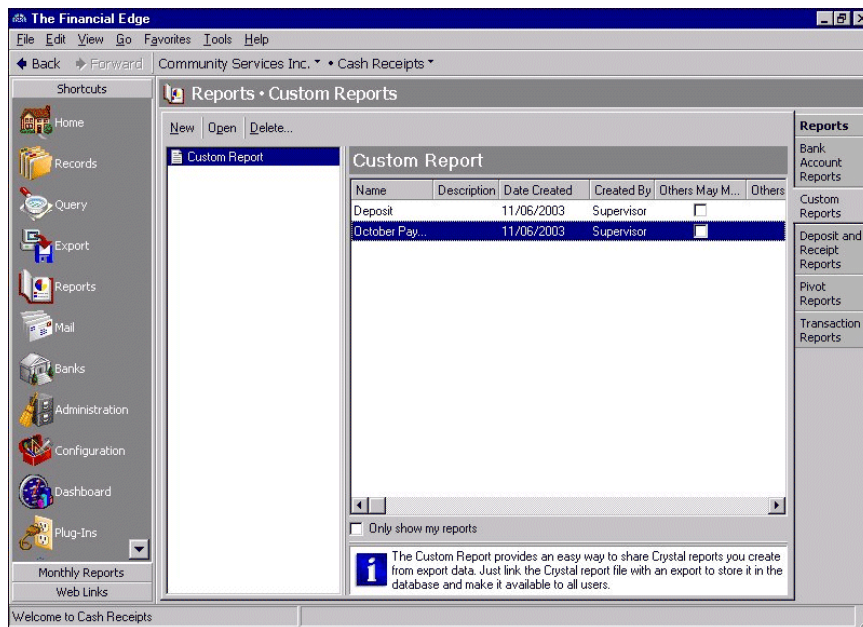 The Financial Edge
File Edit View Go Favorites Tools Help
Back Forward Community Services Inc. • Cash Receipts
Shortcuts
Home
Records
Query
Export
Reports
Mail
Banks
Administration
Configuration
Dashboard
Plug-Ins
Monthly Reports
Web Links
Reports • Custom Reports
New Open Delete...
Custom Report
Custom Report
Name Description Date Created Created By Others May M... Others
Deposit 11/06/2003 Supervisor
October Pay... 11/06/2003 Supervisor
Only show my reports
The Custom Report provides an easy way to share Crystal reports you create
from export data. Just link the Crystal report file with an export to store it in the
database and make it available to all users.
Reports
Bank
Account
Reports
Custom
Reports
Deposit and
Receipt
Reports
Pivot
Reports
Transaction
Reports
Welcome to Cash Receipts